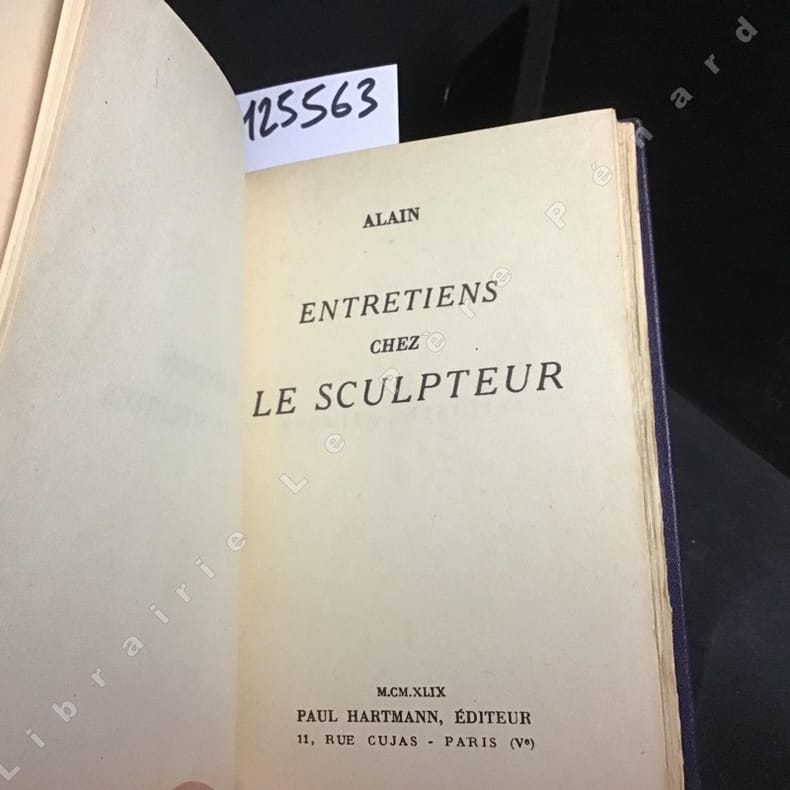 125563
ALAIN
ENTRETIENS
CHEZ
LE SCULPTEUR
M.CM.XLIX
PAUL HARTMANN, ÉDITEUR
11, RUE CUJAS - PARIS (Vᵉ)
Librairie Le Père Pénard